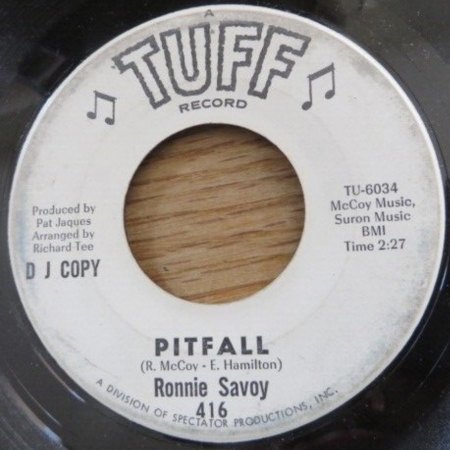 A
TUFF
RECORD
Produced by
Pat Jaques
Arranged by
Richard Tee
D J COPY
TU-6034
McCoy Music,
Suron Music
BMI
Time 2:27
PITFALL
(R. McCoy - E. Hamilton)
Ronnie Savoy
416
A DIVISION OF SPECTATOR PRODUCTIONS, INC.